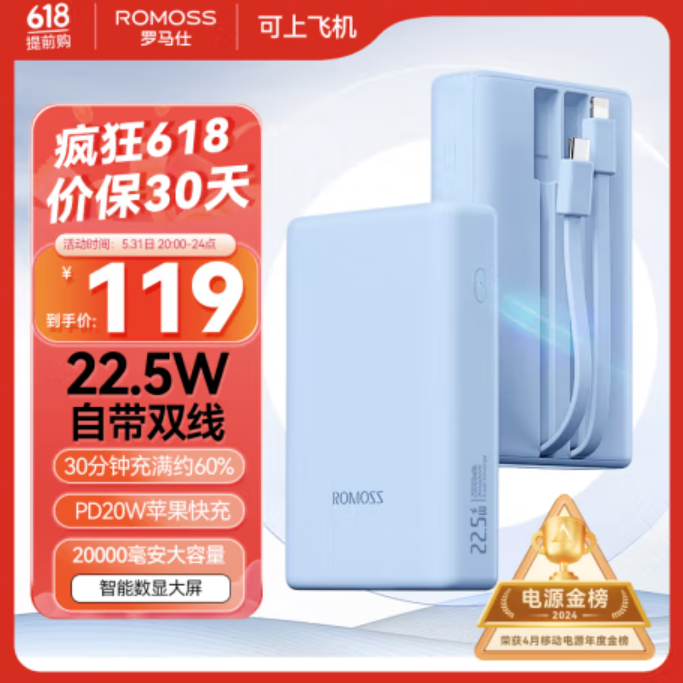 618
提前购
ROMOSS
罗马仕
可上飞机
疯狂618
价保30天
活动时间：5.31日 20:00-24点
¥
到手价:
119
22.5W
自带双线
30分钟充满约60%
PD20W苹果快充
20000毫安大容量
智能数显大屏
ROMOSS
22.5W
电源金榜
2024
荣获4月移动电源年度金榜